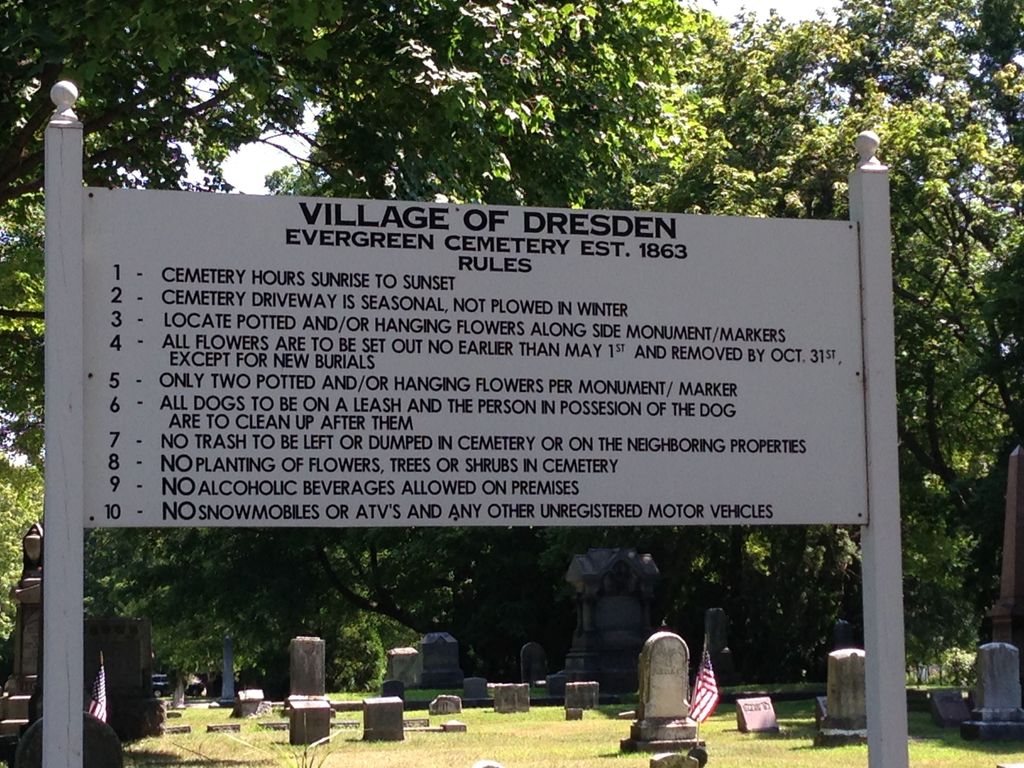 VILLAGE OF DRESDEN
EVERGREEN CEMETERY EST. 1863
RULES
1 - CEMETERY HOURS SUNRISE TO SUNSET
2 - CEMETERY DRIVEWAY IS SEASONAL, NOT PLOWED IN WINTER
3 - LOCATE POTTED AND/OR HANGING FLOWERS ALONG SIDE MONUMENT/MARKERS
4 - ALL FLOWERS ARE TO BE SET OUT NO EARLIER THAN MAY 1ST AND REMOVED BY OCT. 31ST,
EXCEPT FOR NEW BURIALS
5 - ONLY TWO POTTED AND/OR HANGING FLOWERS PER MONUMENT/ MARKER
6 - ALL DOGS TO BE ON A LEASH AND THE PERSON IN POSSESION OF THE DOG
ARE TO CLEAN UP AFTER THEM
7 - NO TRASH TO BE LEFT OR DUMPED IN CEMETERY OR ON THE NEIGHBORING PROPERTIES
8 - NO PLANTING OF FLOWERS, TREES OR SHRUBS IN CEMETERY
9 - NO ALCOHOLIC BEVERAGES ALLOWED ON PREMISES
10 - NO SNOWMOBILES OR ATV'S AND ANY OTHER UNREGISTERED MOTOR VEHICLES